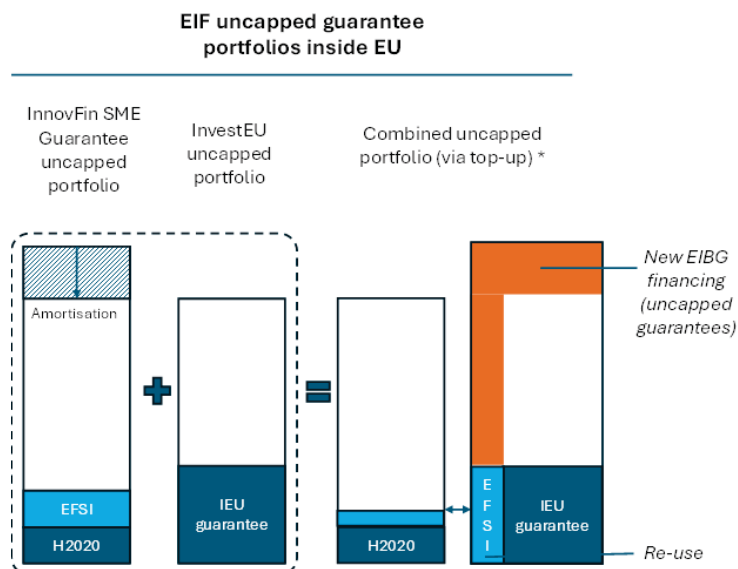 EIF uncapped guarantee
portfolios inside EU
InnovFin SME
Guarantee
uncapped
portfolio
InvestEU
uncapped
portfolio
Combined uncapped
portfolio (via top-up) *
New EIBG
financing
(uncapped
guarantees)
Amortisation
EFSI
H2020
IEU
guarantee
H2020
E
F
S
I
IEU
guarantee
Re-use